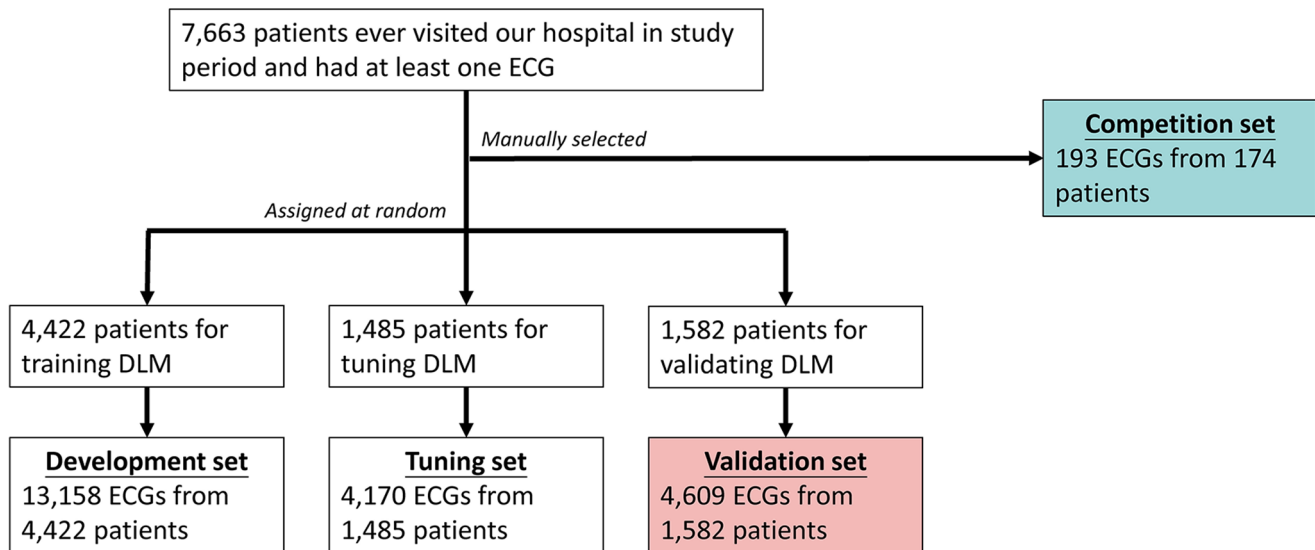 7,663 patients ever visited our hospital in study
period and had at least one ECG
Manually selected
Competition set
193 ECGs from 174
patients
Assigned at random
4,422 patients for
training DLM
1,485 patients for
tuning DLM
1,582 patients for
validating DLM
Development set
13,158 ECGs from
4,422 patients
Tuning set
4,170 ECGs from
1,485 patients
Validation set
4,609 ECGs from
1,582 patients